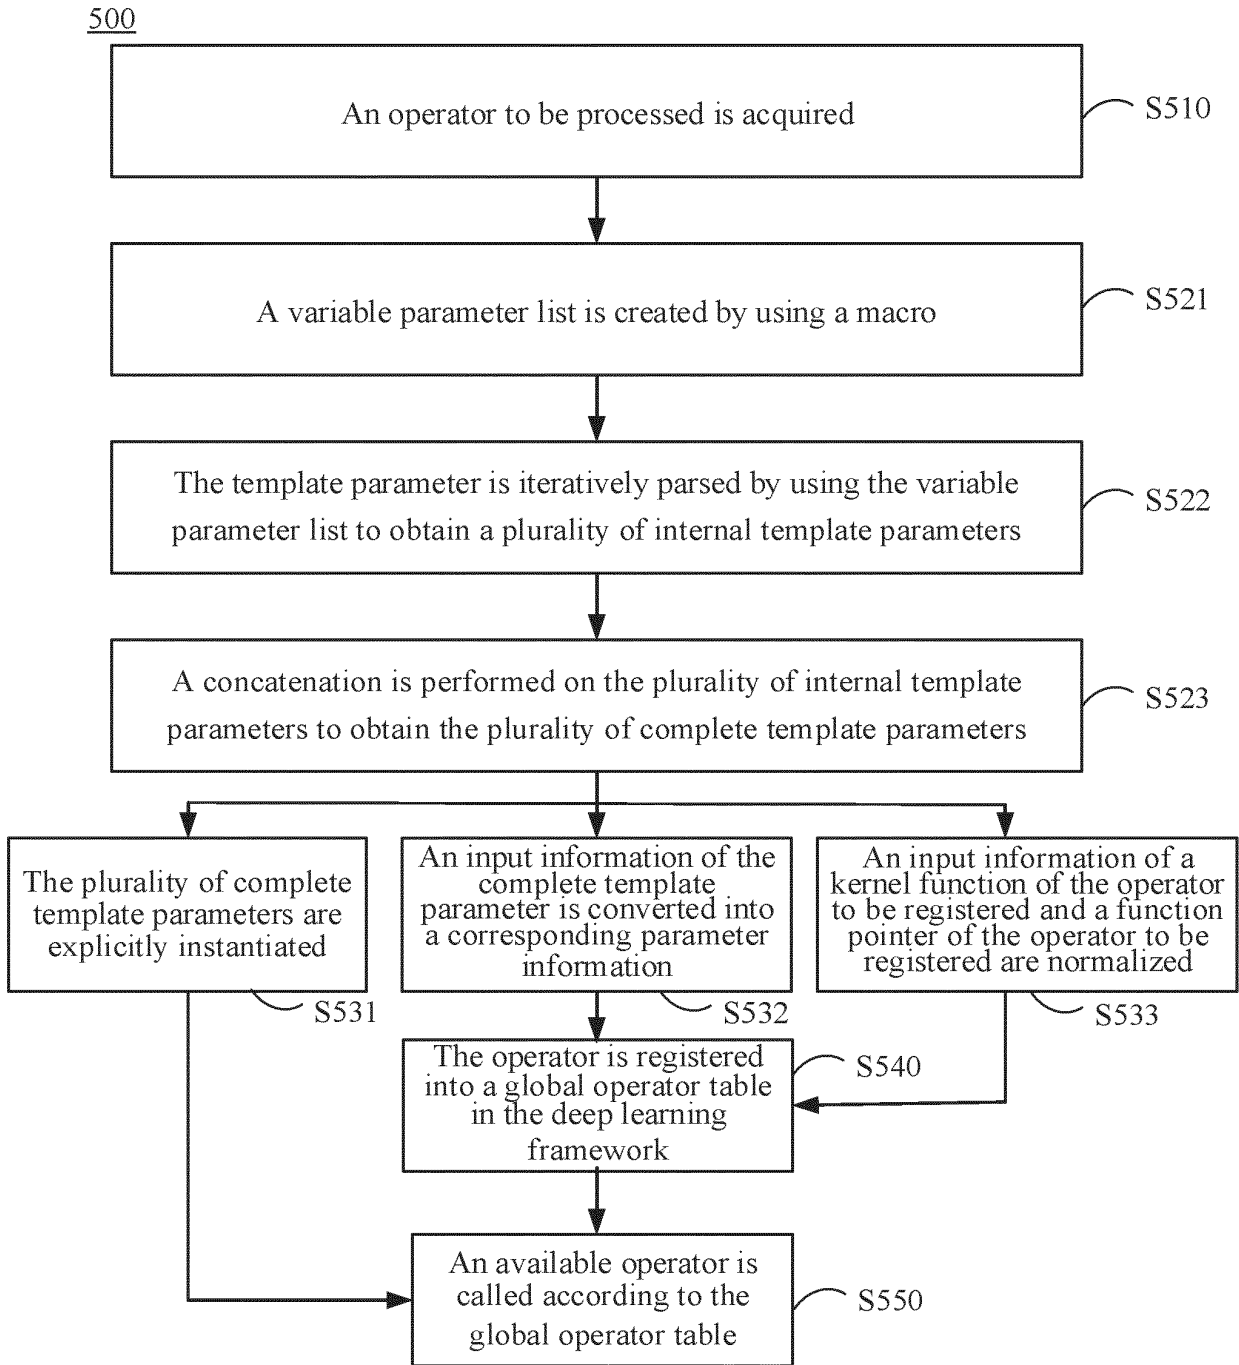 500
An operator to be processed is acquired
S510
A variable parameter list is created by using a macro
S521
The template parameter is iteratively parsed by using the variable
parameter list to obtain a plurality of internal template parameters
S522
A concatenation is performed on the plurality of internal template
parameters to obtain the plurality of complete template parameters
S523
The plurality of complete
template parameters are
explicitly instantiated
S531
An input information of the
complete template
parameter is converted into
a corresponding parameter
information
S532
An input information of a
kernel function of the operator
to be registered and a function
pointer of the operator to be
registered are normalized
S533
The operator is registered
into a global operator table
in the deep learning
framework
S540
An available operator is
called according to the
global operator table
S550